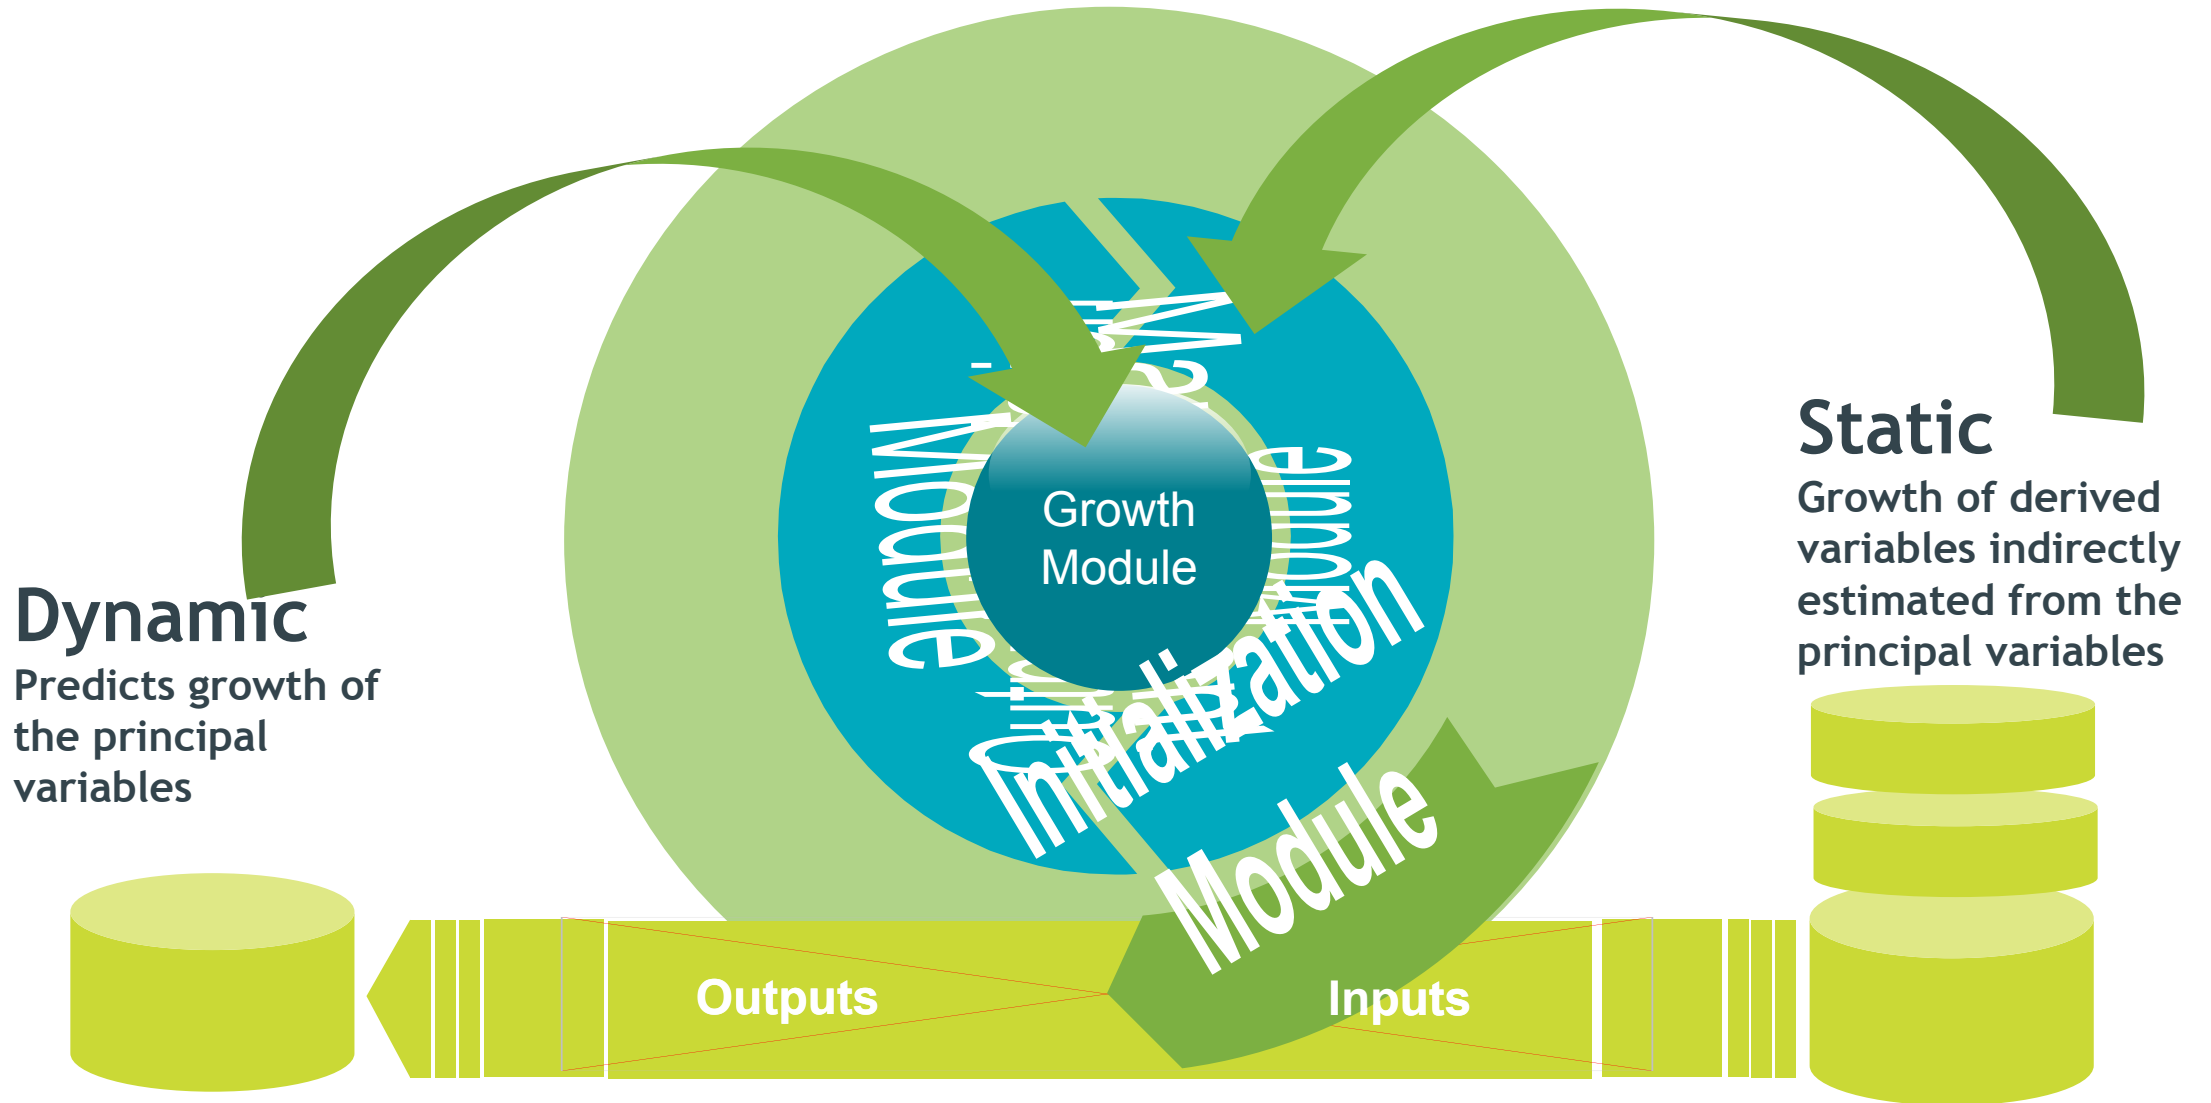 Growth
Module
Initialization
Module
Module
Dynamic
Predicts growth of
the principal
variables
Static
Growth of derived
variables indirectly
estimated from the
principal variables
Outputs
Inputs